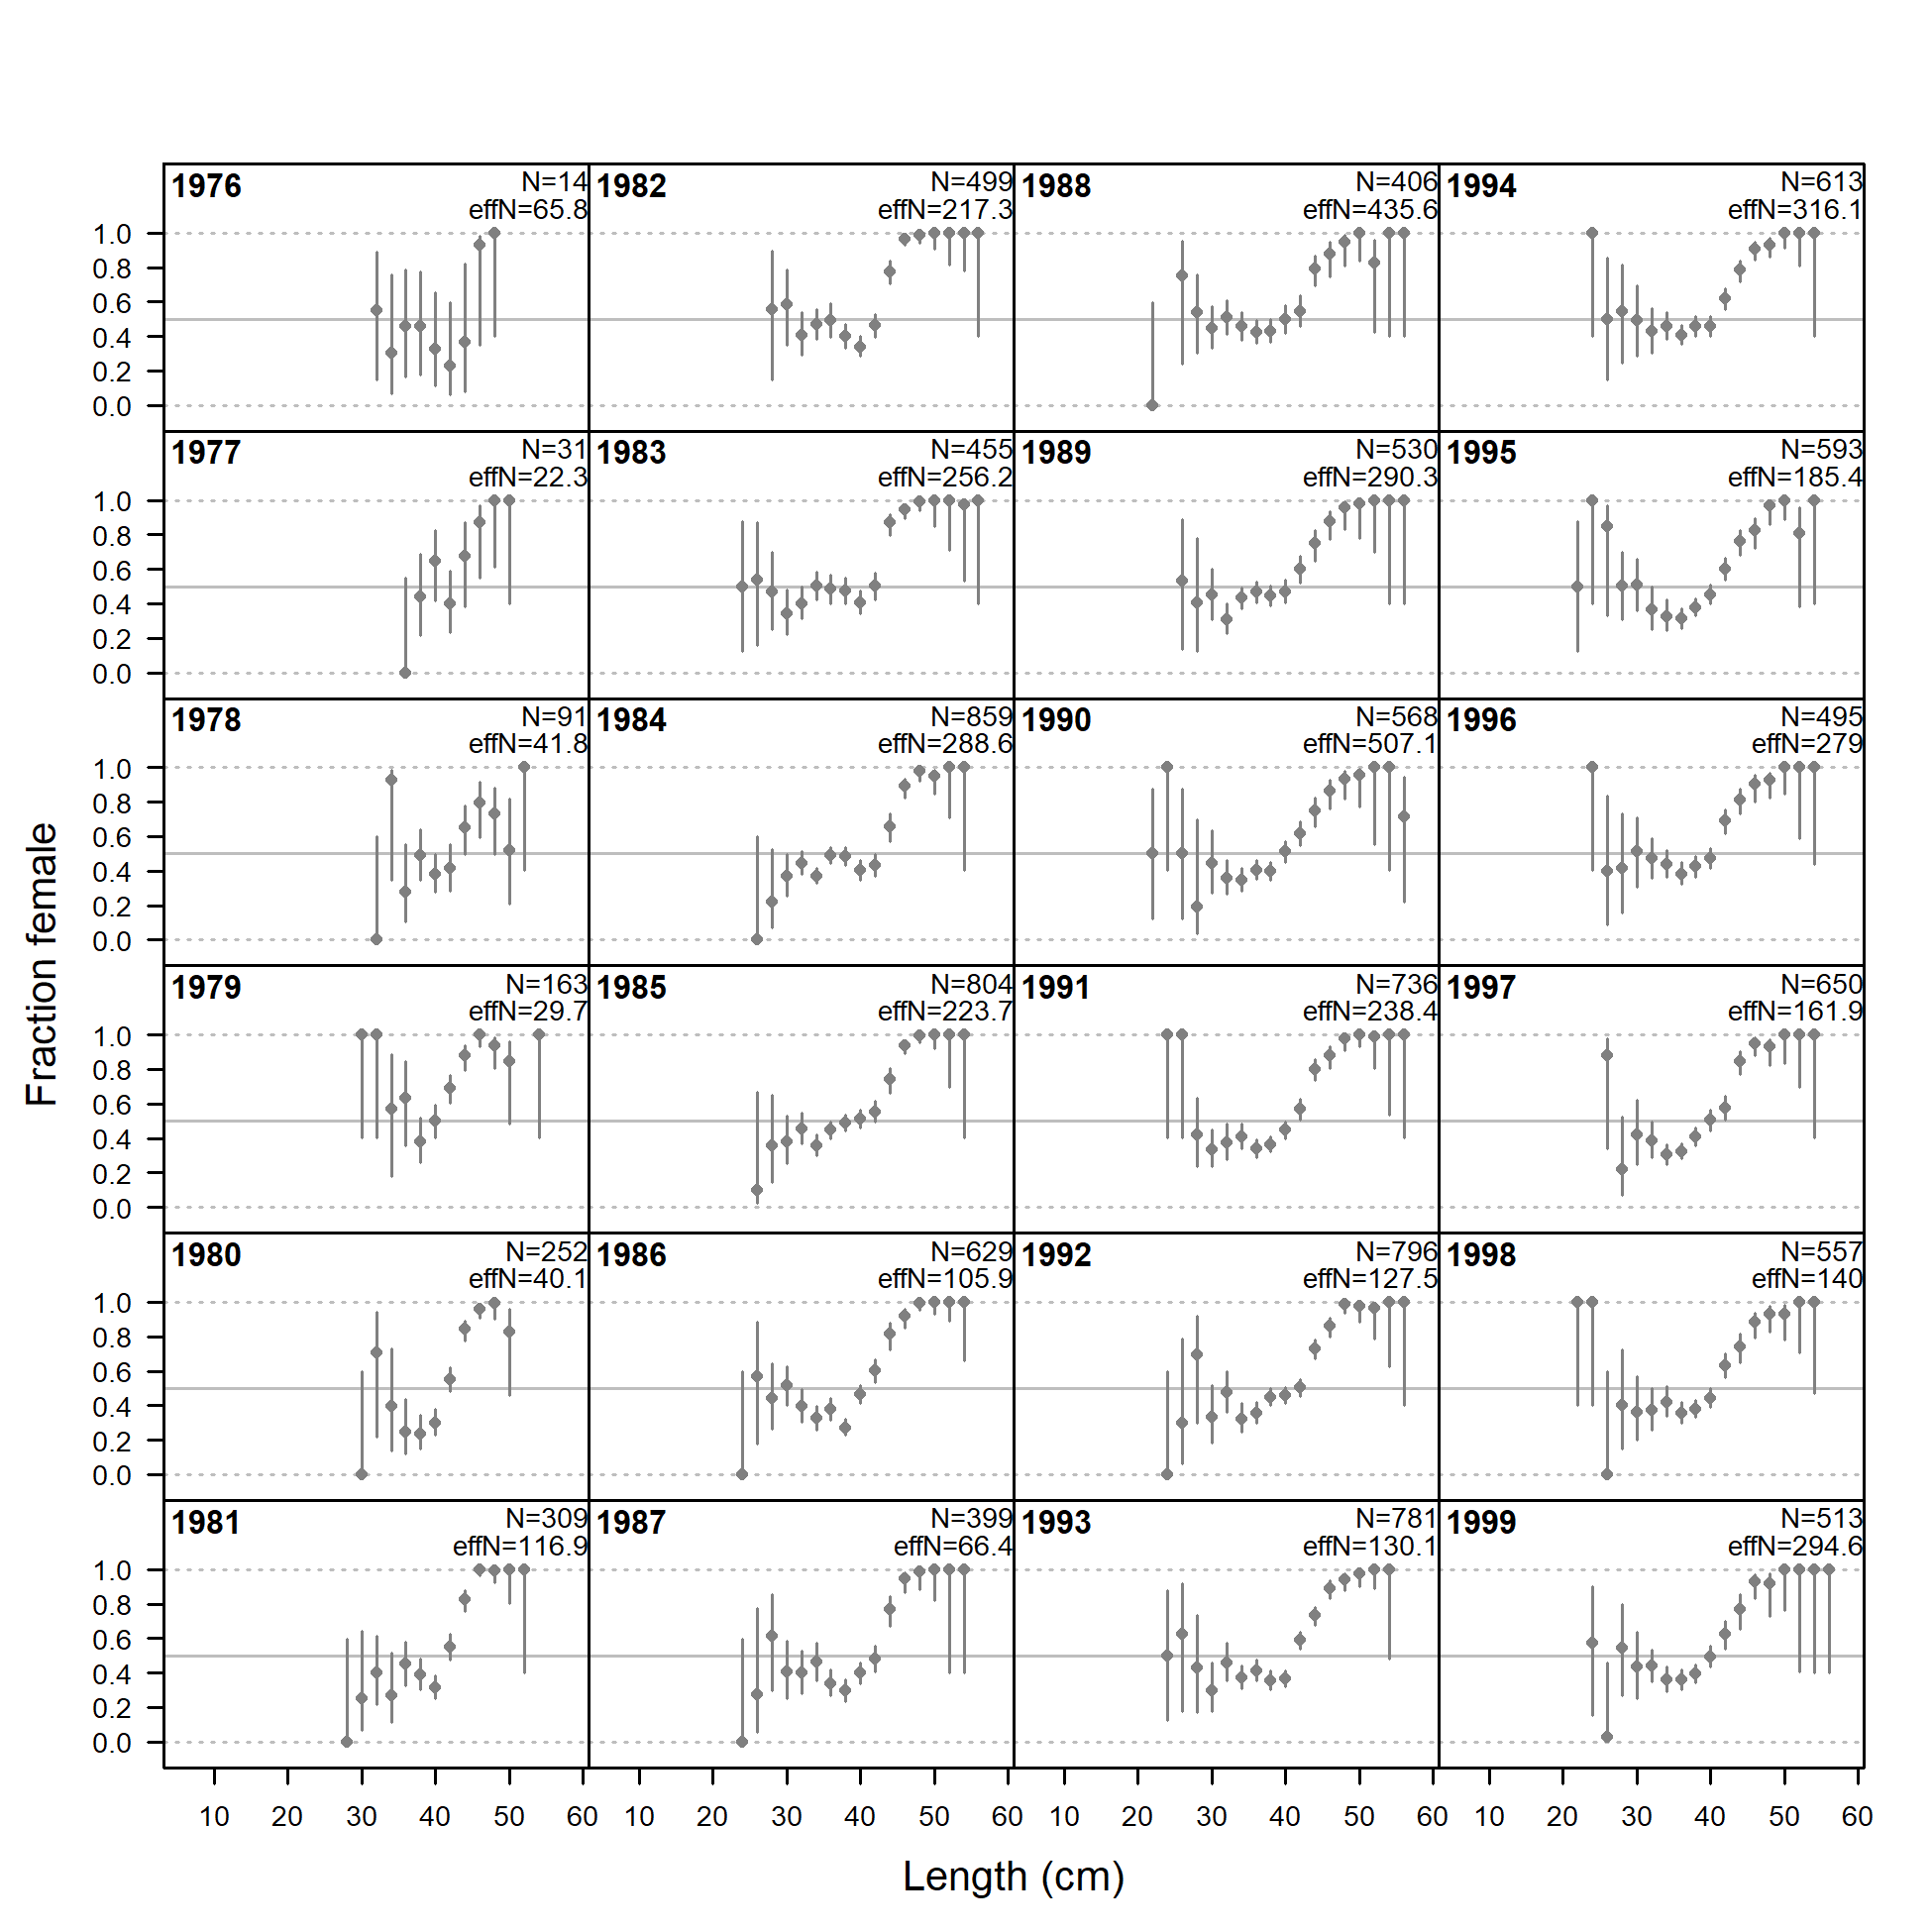 1976 N=14 1982 N=499 1988 N=406 1994 N=613
effN=65.8 effN=217.3 effN=435.6 effN=316.1
1.0
0.8
0.6
0.4
0.2
0.0
1977 N=31 1983 N=455 1989 N=530 1995 N=593
effN=22.3 effN=256.2 effN=290.3 effN=185.4
1.0
0.8
0.6
0.4
0.2
0.0
1978 N=91 1984 N=859 1990 N=568 1996 N=495
effN=41.8 effN=288.6 effN=507.1 effN=279
1.0
0.8
0.6
0.4
0.2
0.0
1979 N=163 1985 N=804 1991 N=736 1997 N=650
effN=29.7 effN=223.7 effN=238.4 effN=161.9
1.0
0.8
0.6
0.4
0.2
0.0
1980 N=252 1986 N=629 1992 N=796 1998 N=557
effN=40.1 effN=105.9 effN=127.5 effN=140
1.0
0.8
0.6
0.4
0.2
0.0
1981 N=309 1987 N=399 1993 N=781 1999 N=513
effN=116.9 effN=66.4 effN=130.1 effN=294.6
1.0
0.8
0.6
0.4
0.2
0.0
10 20 30 40 50 60 10 20 30 40 50 60 10 20 30 40 50 60 10 20 30 40 50 60
Length (cm)
Fraction female